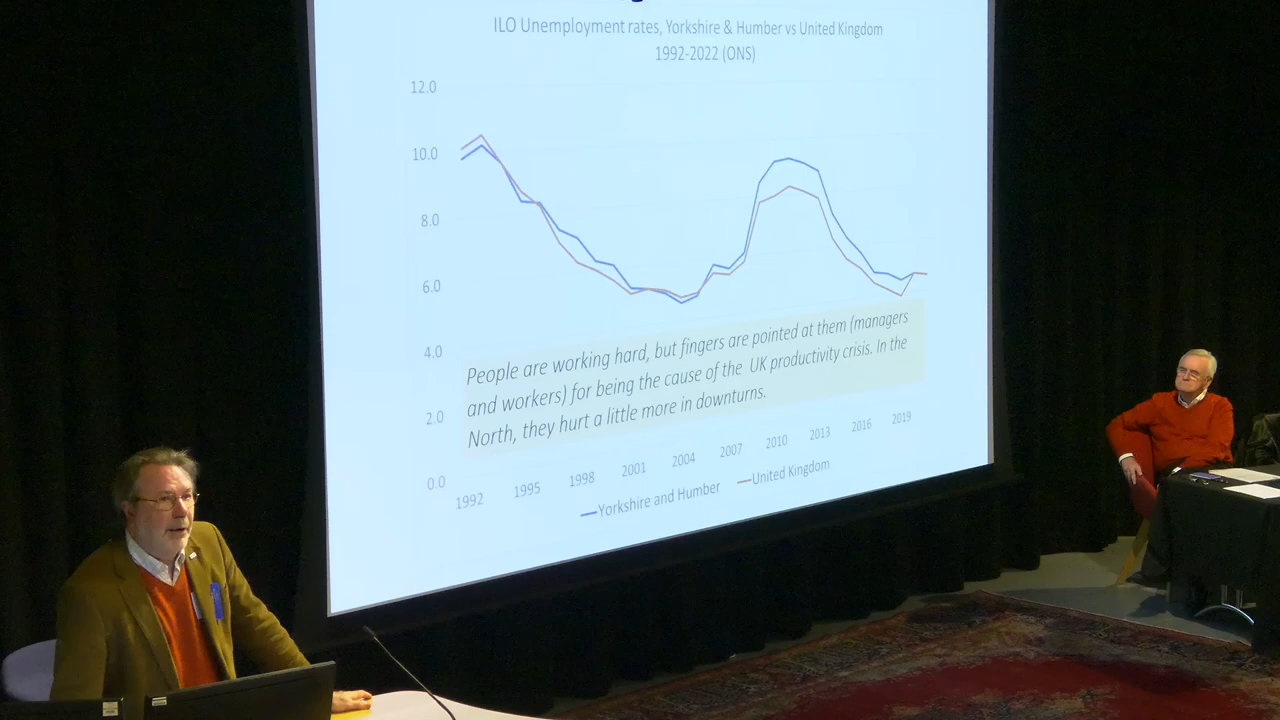 ILO Unemployment rates, Yorkshire & Humber vs United Kingdom
1992-2022 (ONS)
12.0
10.0
8.0
6.0
4.0
2.0
0.0
People are working hard, but fingers are pointed at them (managers
and workers) for being the cause of the UK productivity crisis. In the
North, they hurt a little more in downturns.
1992 1995 1998 2001 2004 2007 2010 2013 2016 2019
Yorkshire and Humber United Kingdom